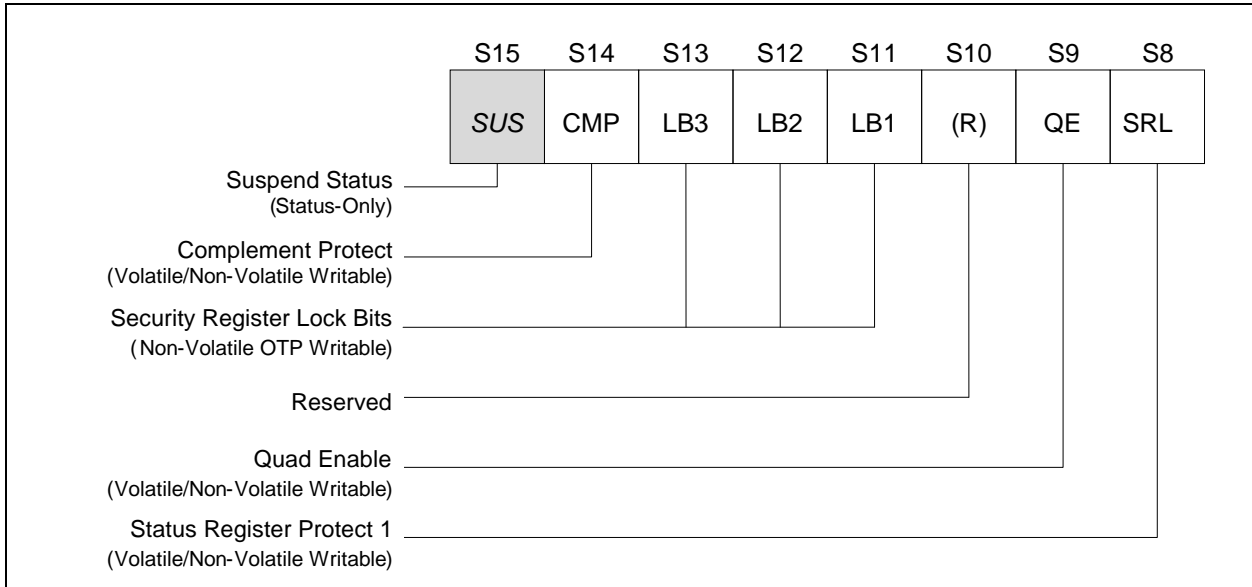 S15 S14 S13 S12 S11 S10 S9 S8
SUS CMP LB3 LB2 LB1 (R) QE SRL
Suspend Status
(Status-Only)
Complement Protect
(Volatile/Non-Volatile Writable)
Security Register Lock Bits
(Non-Volatile OTP Writable)
Reserved
Quad Enable
(Volatile/Non-Volatile Writable)
Status Register Protect 1
(Volatile/Non-Volatile Writable)